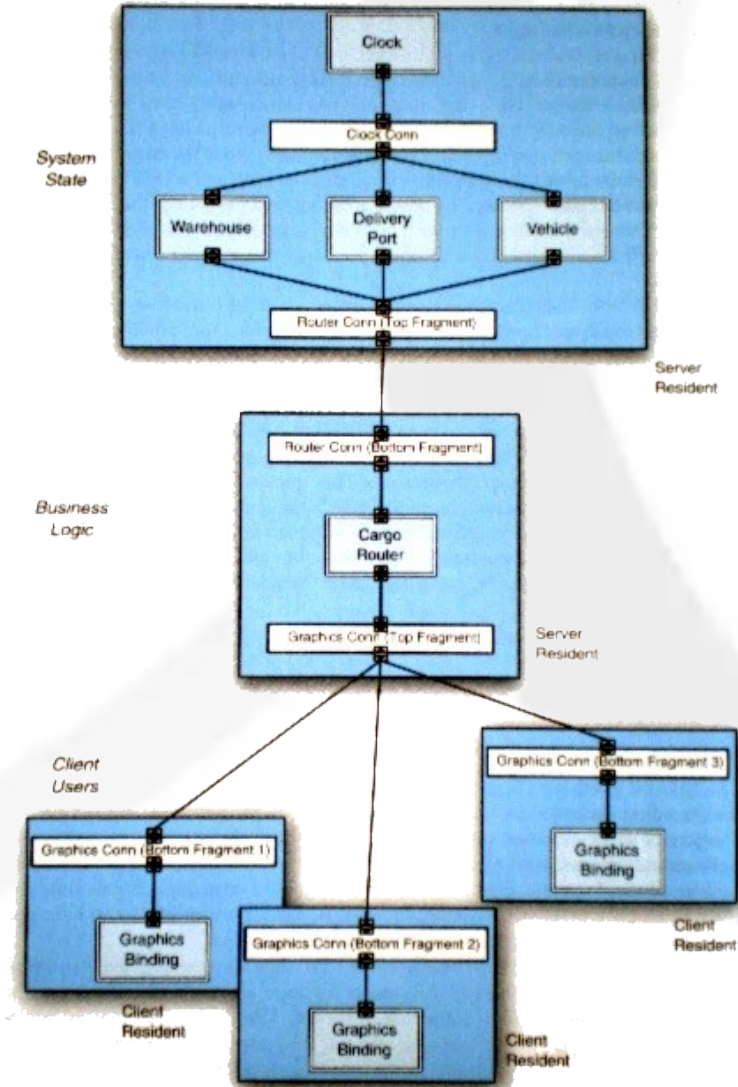 Clock
Clock Conn
System
State
Warehouse
Delivery
Port
Vehicle
Router Conn (Top Fragment)
Server
Resident
Router Conn (Bottom Fragment)
Business
Logic
Cargo
Router
Graphics Conn (Top Fragment)
Server
Resident
Client
Users
Graphics Conn (Bottom Fragment 3)
Graphics
Binding
Client
Resident
Graphics Conn (Bottom Fragment 1)
Graphics
Binding
Client
Resident
Graphics Conn (Bottom Fragment 2)
Graphics
Binding
Client
Resident